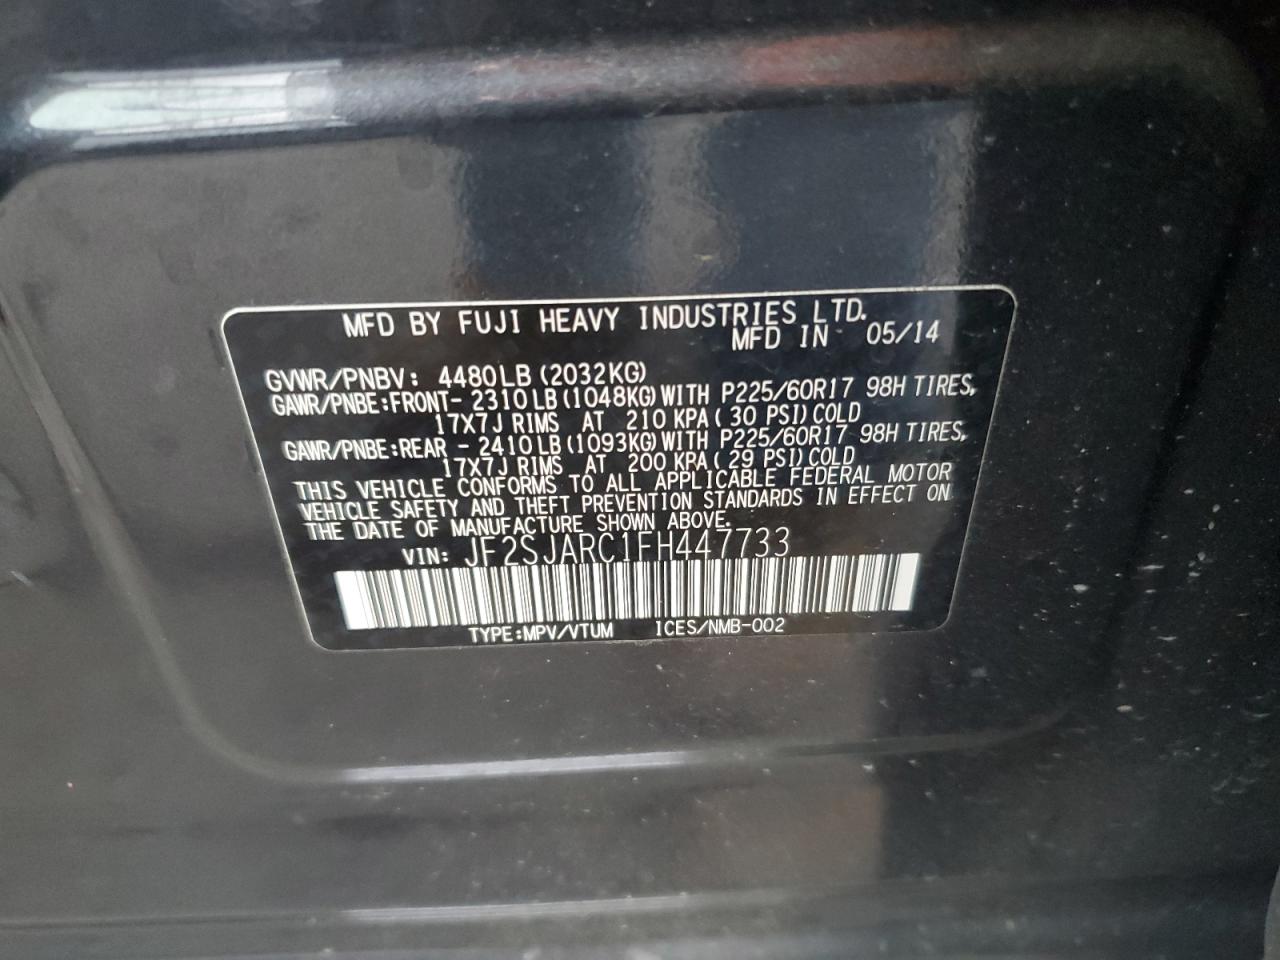 MFD BY FUJI HEAVY INDUSTRIES LTD.
MFD IN 05/14
GVWR/PNBV: 4480LB (2032KG)
GAWR/PNBE:FRONT- 2310LB (1048KG) WITH P225/60R17 98H TIRES,
17X7J RIMS AT 210 KPA( 30 PSI) COLD
GAWR/PNBE:REAR - 2410LB (1093KG) WITH P225/60R17 98H TIRES,
17X7J RIMS AT 200 KPA( 29 PSI) COLD
THIS VEHICLE CONFORMS TO ALL APPLICABLE FEDERAL MOTOR
VEHICLE SAFETY AND THEFT PREVENTION STANDARDS IN EFFECT ON
THE DATE OF MANUFACTURE SHOWN ABOVE.
VIN: JF2SJARC1FH447733
TYPE:MPV/VTUM ICES/NMB-002